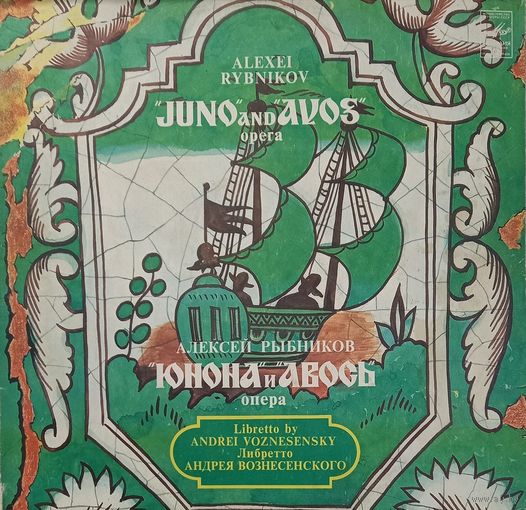 ALEXEI
RYBNIKOV
"JUNO" AND "AVOS"
opera
АЛЕКСЕЙ РЫБНИКОВ
"ЮНОНА" и "АВОСЬ"
опера
Libretto by
ANDREI VOZNESENSKY
Либретто
АНДРЕЯ ВОЗНЕСЕНСКОГО